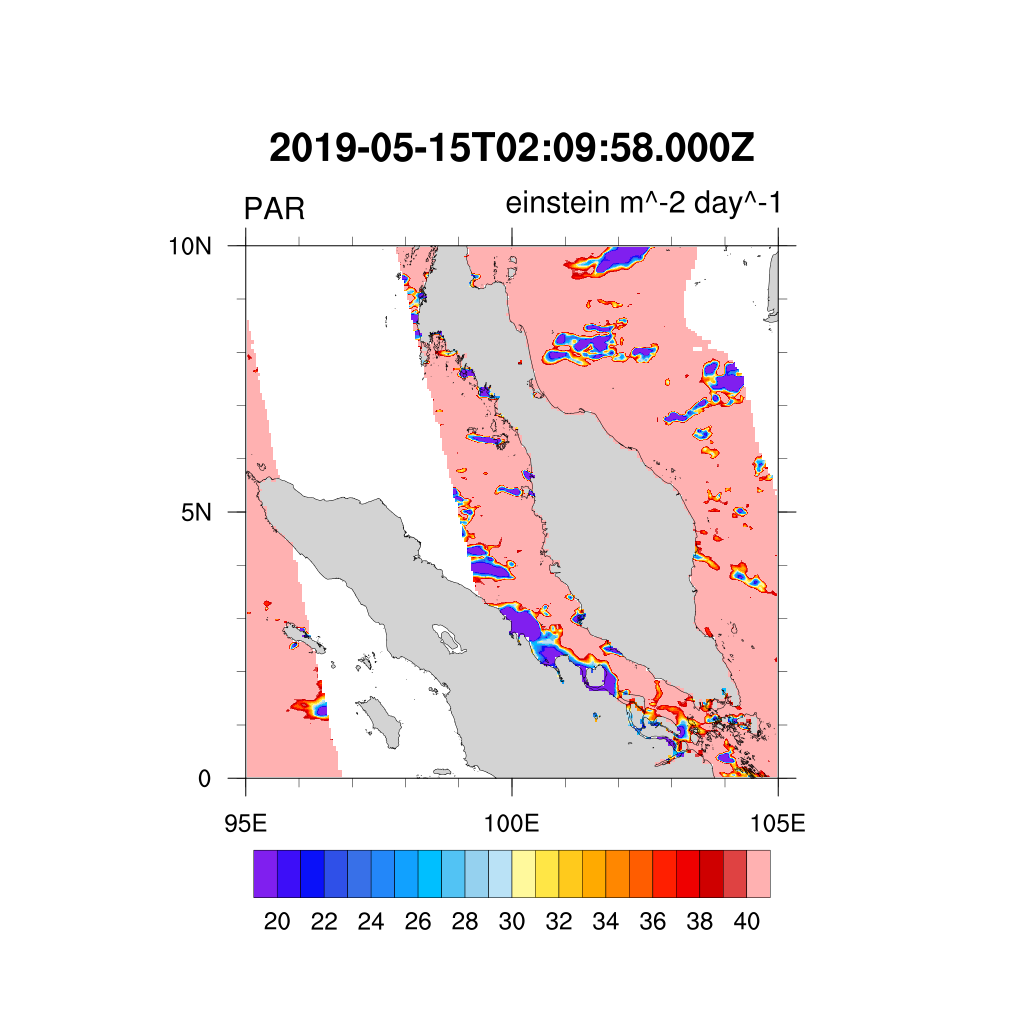 2019-05-15T02:09:58.000Z
PAR einstein m^-2 day^-1
10N
5N
0
95E 100E 105E
20 22 24 26 28 30 32 34 36 38 40